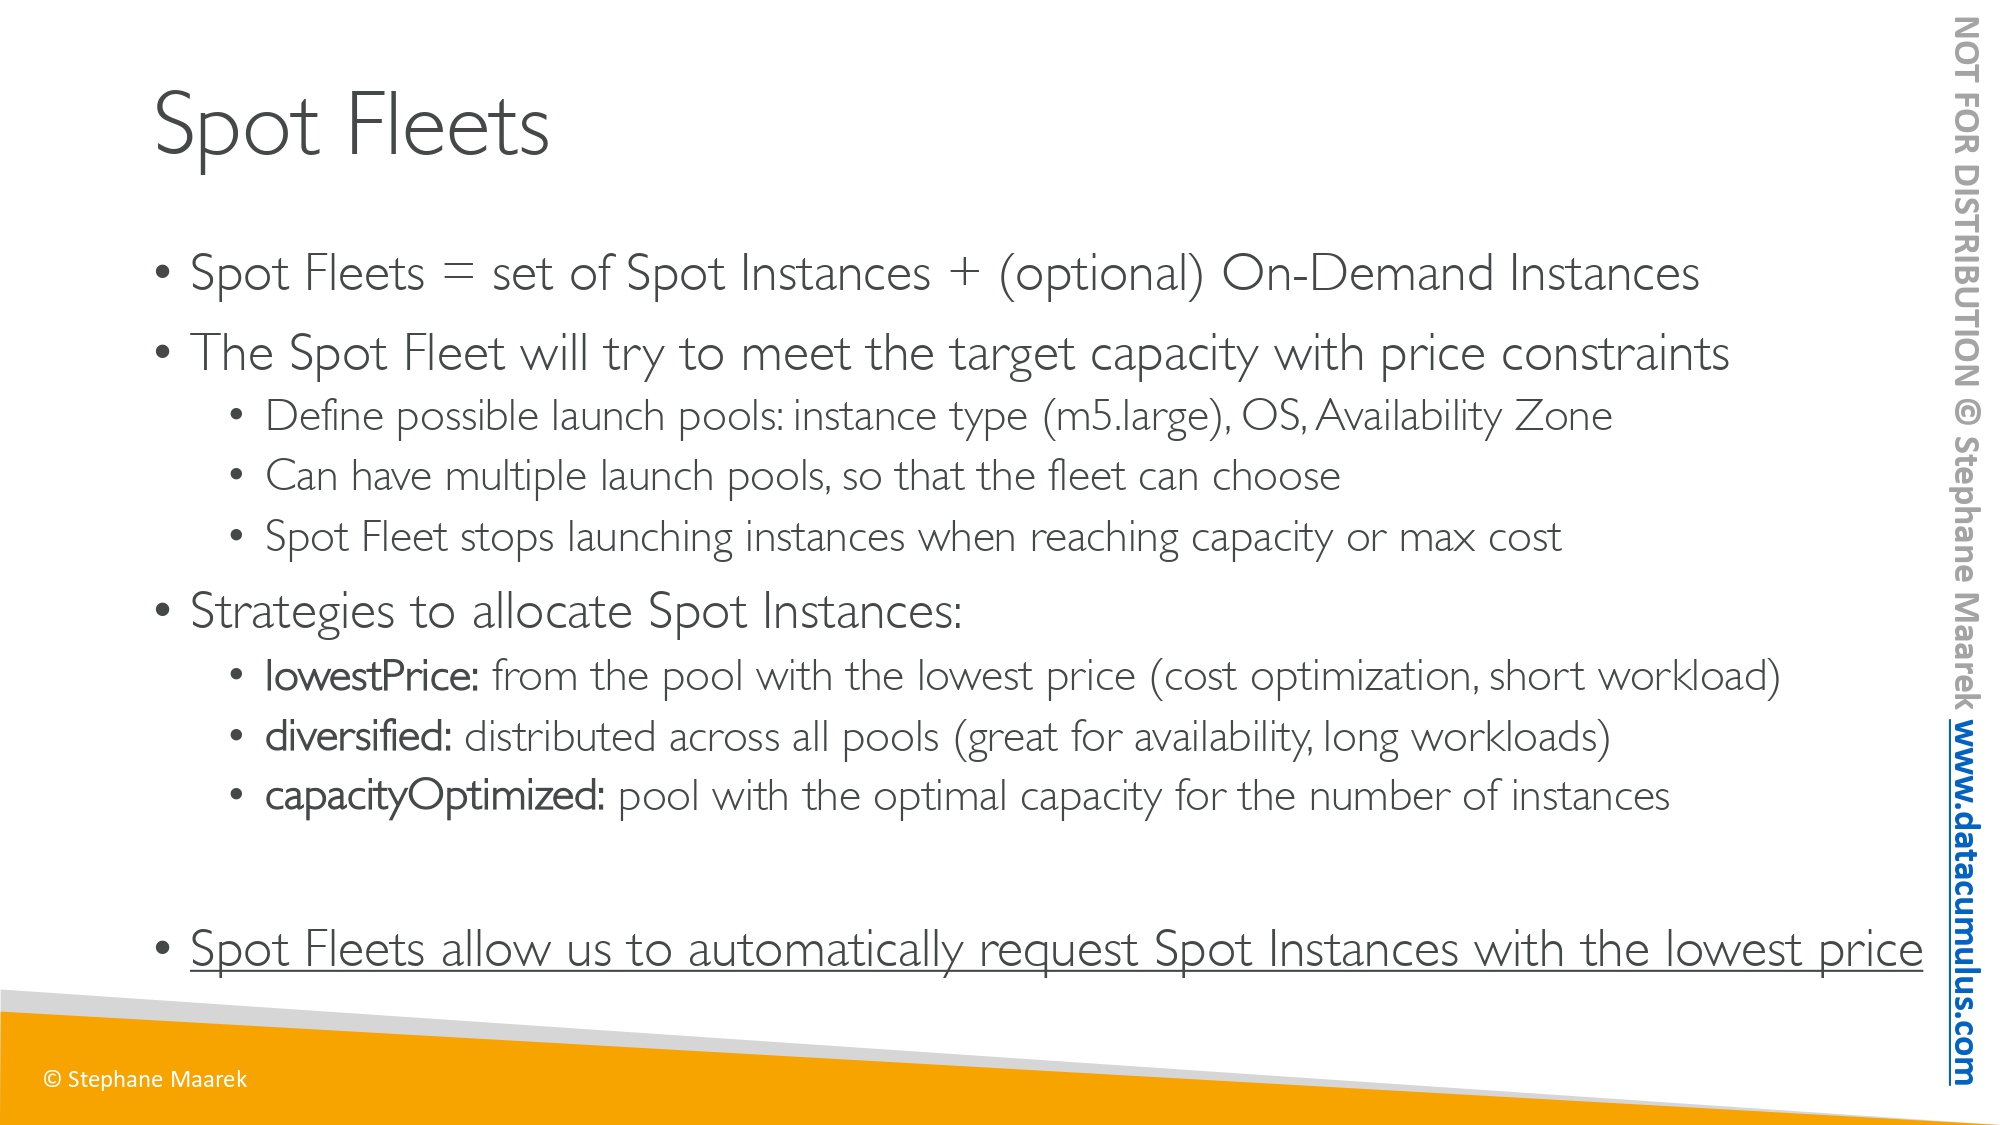 Spot Fleets
• Spot Fleets = set of Spot Instances + (optional) On-Demand Instances
• The Spot Fleet will try to meet the target capacity with price constraints
• Define possible launch pools: instance type (m5.large), OS, Availability Zone
• Can have multiple launch pools, so that the fleet can choose
• Spot Fleet stops launching instances when reaching capacity or max cost
• Strategies to allocate Spot Instances:
• lowestPrice: from the pool with the lowest price (cost optimization, short workload)
• diversified: distributed across all pools (great for availability, long workloads)
• capacityOptimized: pool with the optimal capacity for the number of instances
• Spot Fleets allow us to automatically request Spot Instances with the lowest price
© Stephane Maarek
NOT FOR DISTRIBUTION © Stephane Maarek www.datacumulus.com